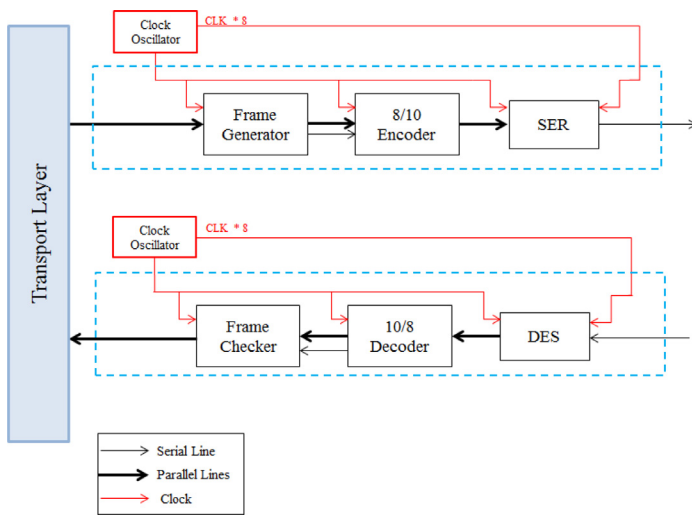 Clock
Oscillator
CLK * 8
Frame
Generator
8/10
Encoder
SER
Transport Layer
Clock
Oscillator
CLK * 8
Frame
Checker
10/8
Decoder
DES
Serial Line
Parallel Lines
Clock